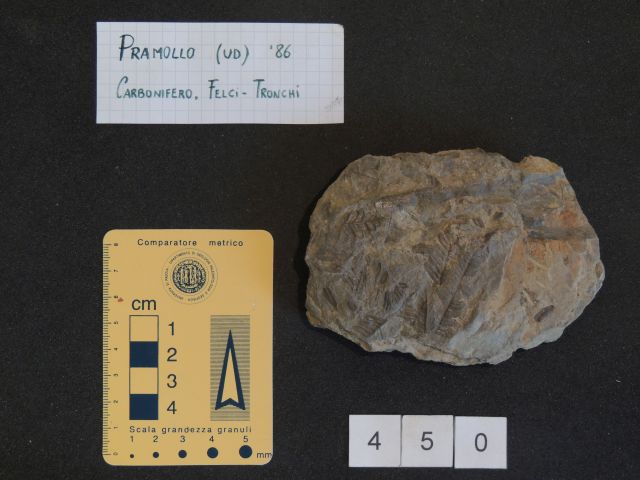 PRAMOLLO (UD) '86
CARBONIFERO. FELCI - TRONCHI
Comparatore metrico
cm
1
2
3
4
Scala grandezza granuli
1 2 3 4 5
mm
4 5 0